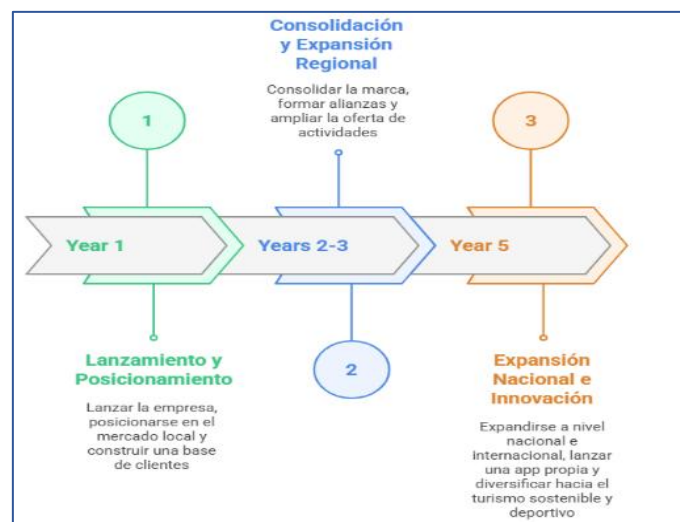 Consolidación
y Expansión
Regional
Consolidar la marca,
formar alianzas y
ampliar la oferta de
actividades
1
3
Year 1
Years 2-3
Year 5
2
Lanzamiento y
Posicionamiento
Lanzar la empresa,
posicionarse en el
mercado local y
construir una base
de clientes
Expansión
Nacional e
Innovación
Expandirse a nivel
nacional e
internacional, lanzar
una app propia y
diversificar hacia el
turismo sostenible y
deportivo